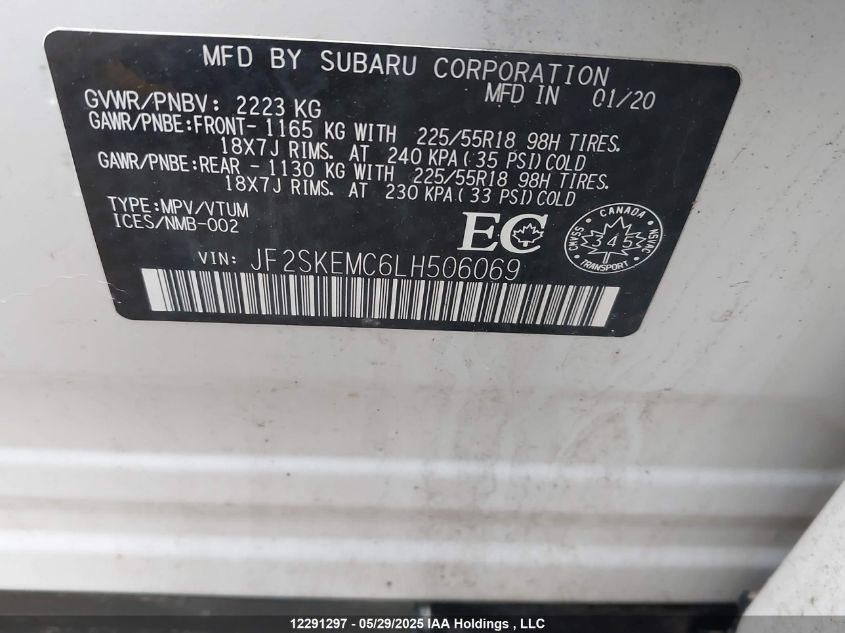 MFD BY SUBARU CORPORATION
MFD IN 01/20
GVWR/PNBV: 2223 KG
GAWR/PNBE:FRONT- 1165 KG WITH 225/55R18 98H TIRES.
18X7J RIMS. AT 240 KPA(35 PSI)COLD
GAWR/PNBE:REAR - 1130 KG WITH 225/55R18 98H TIRES.
18X7J RIMS. AT 230 KPA(33 PSI)COLD
TYPE:MPV/VTUM
ICES/NMB-002
EC
CANADA
CMVSS 345 NSVAC
TRANSPORT
VIN: JF2SKEMC6LH506069
12291297 - 05/29/2025 IAA Holdings , LLC